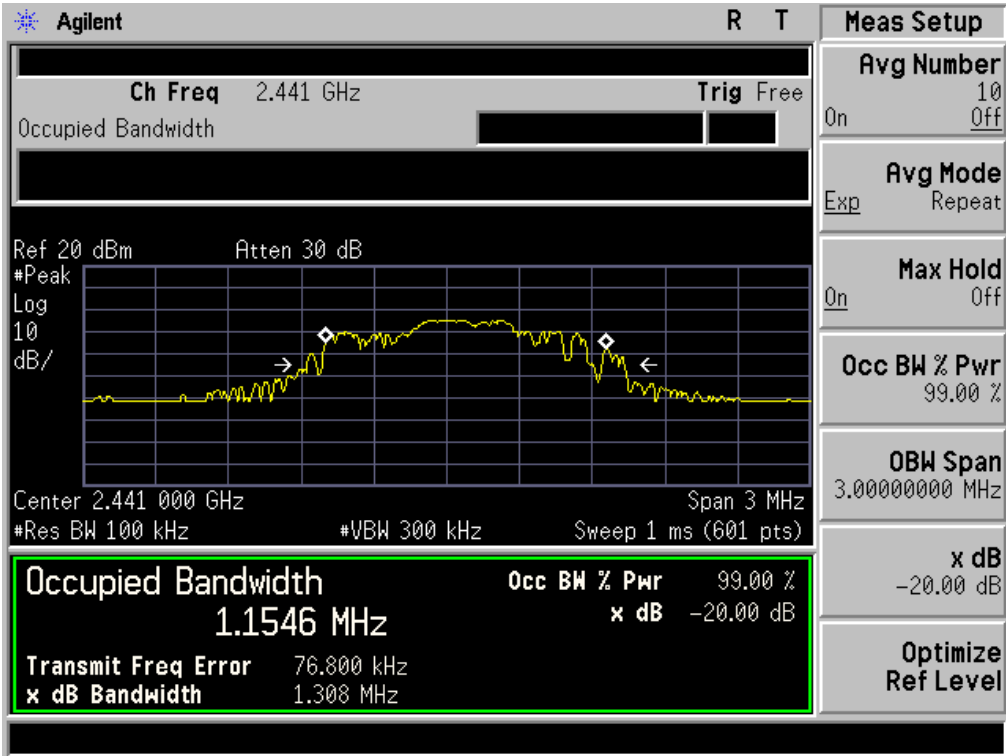 Agilent R T
Ch Freq 2.441 GHz Trig Free
Occupied Bandwidth
Ref 20 dBm Atten 30 dB
#Peak
Log
10
dB/
Center 2.441 000 GHz Span 3 MHz
#Res BW 100 kHz #VBW 300 kHz Sweep 1 ms (601 pts)
Occupied Bandwidth Occ BW % Pwr 99.00 %
1.1546 MHz x dB -20.00 dB
Transmit Freq Error 76.800 kHz
x dB Bandwidth 1.308 MHz
Meas Setup
Avg Number
10
On Off
Avg Mode
Exp Repeat
Max Hold
On Off
Occ BW % Pwr
99.00 %
OBW Span
3.00000000 MHz
x dB
-20.00 dB
Optimize
Ref Level